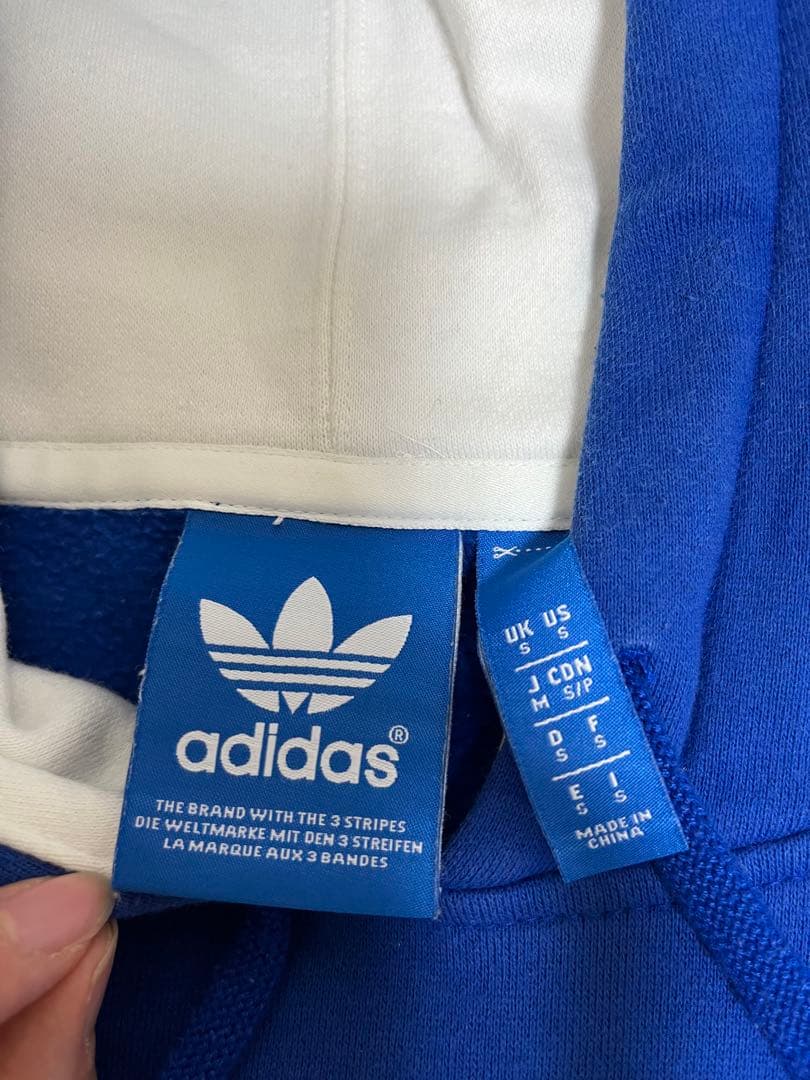 adidas®
THE BRAND WITH THE 3 STRIPES
DIE WELTMARKE MIT DEN 3 STREIFEN
LA MARQUE AUX 3 BANDES
UK US
S S
J CDN
M S/P
D F
S S
E I
S S
MADE IN
CHINA